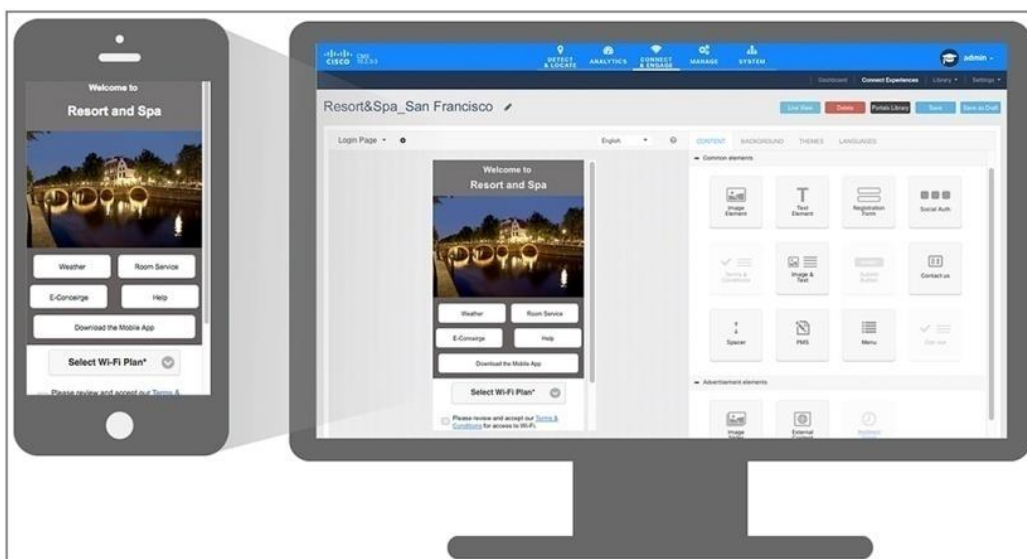 Welcome to
Resort and Spa
Weather
Room Service
E-Conceirge
Help
Download the Mobile App
Select Wi-Fi Plan*
Please review and accept our Terms &
CISCO CMX
DETECT
& LOCATE
ANALYTICS
CONNECT
& ENGAGE
MANAGE
SYSTEM
admin
Dashboard
Connect Experiences
Library
Settings
Resort&Spa_San Francisco
Live View
Delete
Portals Library
Save
Save as Draft
Login Page
English
CONTENT
BACKGROUND
THEMES
LANGUAGES
Common elements
Welcome to
Resort and Spa
Weather
Room Service
E-Conceirge
Help
Download the Mobile App
Select Wi-Fi Plan*
Please review and accept our Terms &
Conditions for access to Wi-Fi.
Image
Element
Text
Element
Registration
Form
Social Auth
Terms &
Conditions
Image &
Text
Submit
Button
Contact us
Spacer
PMS
Menu
Advertisement elements
Image
External